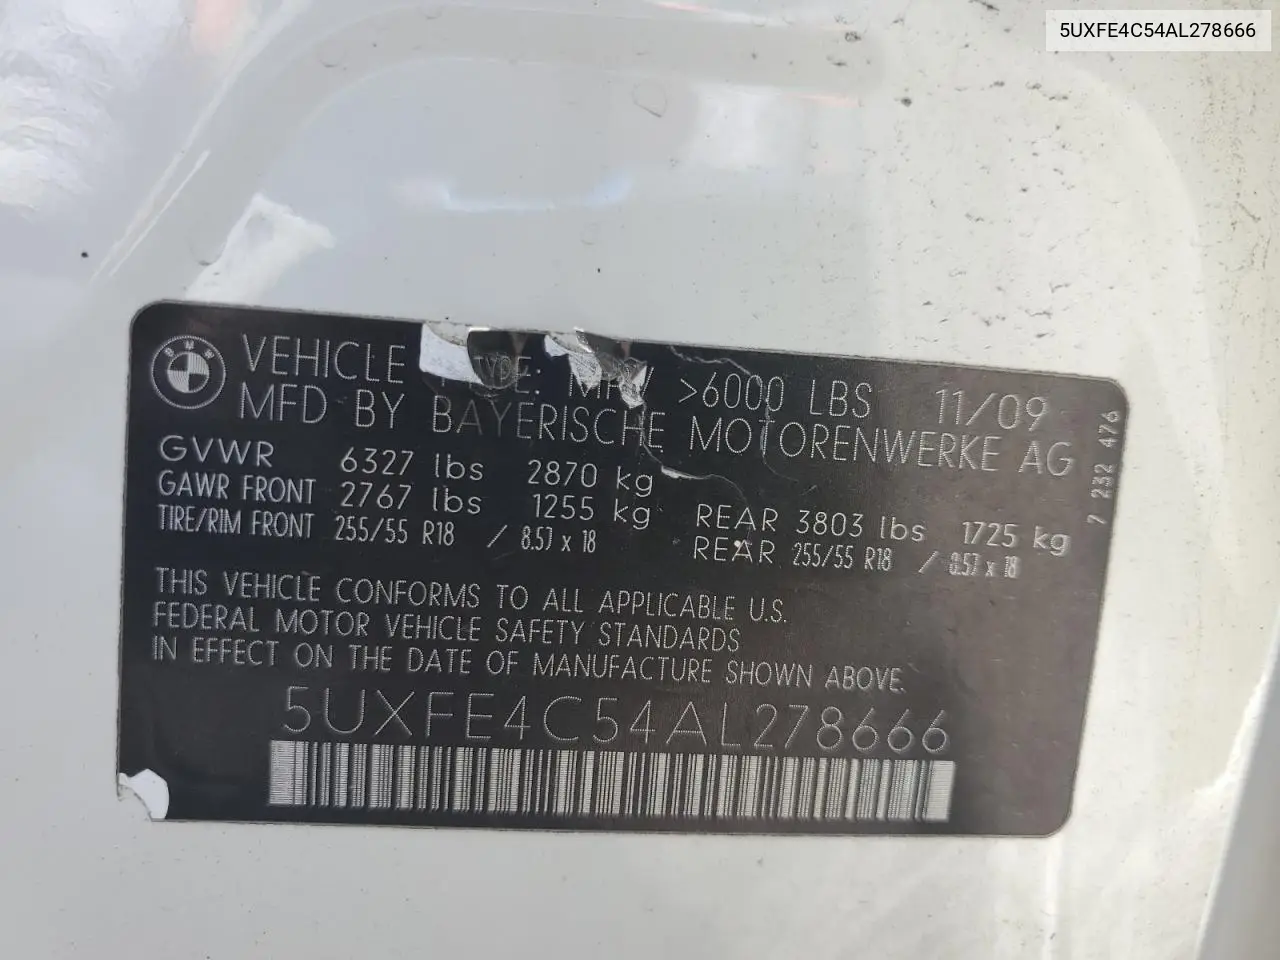 5UXFE4C54AL278666
BMW
VEHICLE TYPE: MPV >6000 LBS 11/09
MFD BY BAYERISCHE MOTORENWERKE AG
GVWR 6327 lbs 2870 kg
GAWR FRONT 2767 lbs 1255 kg REAR 3803 lbs 1725 kg
TIRE/RIM FRONT 255/55 R18 / 8.5J x 18 REAR 255/55 R18 / 8.5J x 18
THIS VEHICLE CONFORMS TO ALL APPLICABLE U.S.
FEDERAL MOTOR VEHICLE SAFETY STANDARDS
IN EFFECT ON THE DATE OF MANUFACTURE SHOWN ABOVE.
5UXFE4C54AL278666
7 232 476